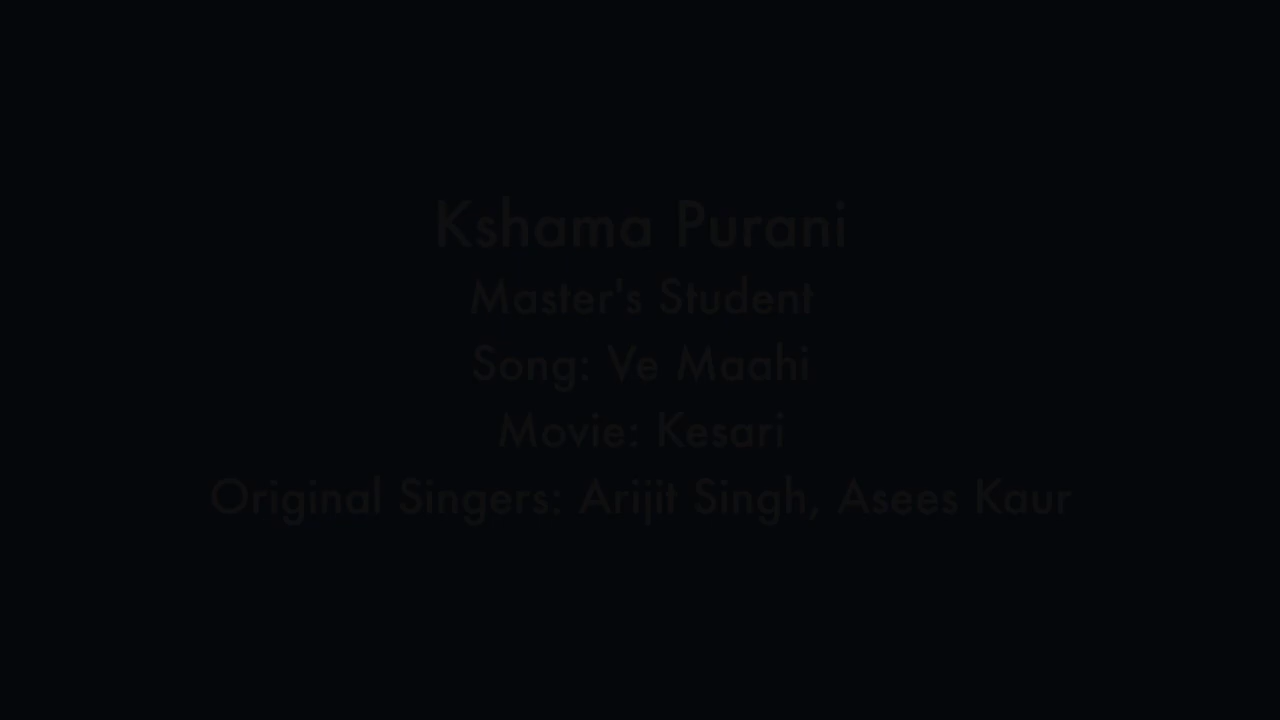 Kshama Purani
Master's Student
Song: Ve Maahi
Movie: Kesari
Original Singers: Arijit Singh, Asees Kaur